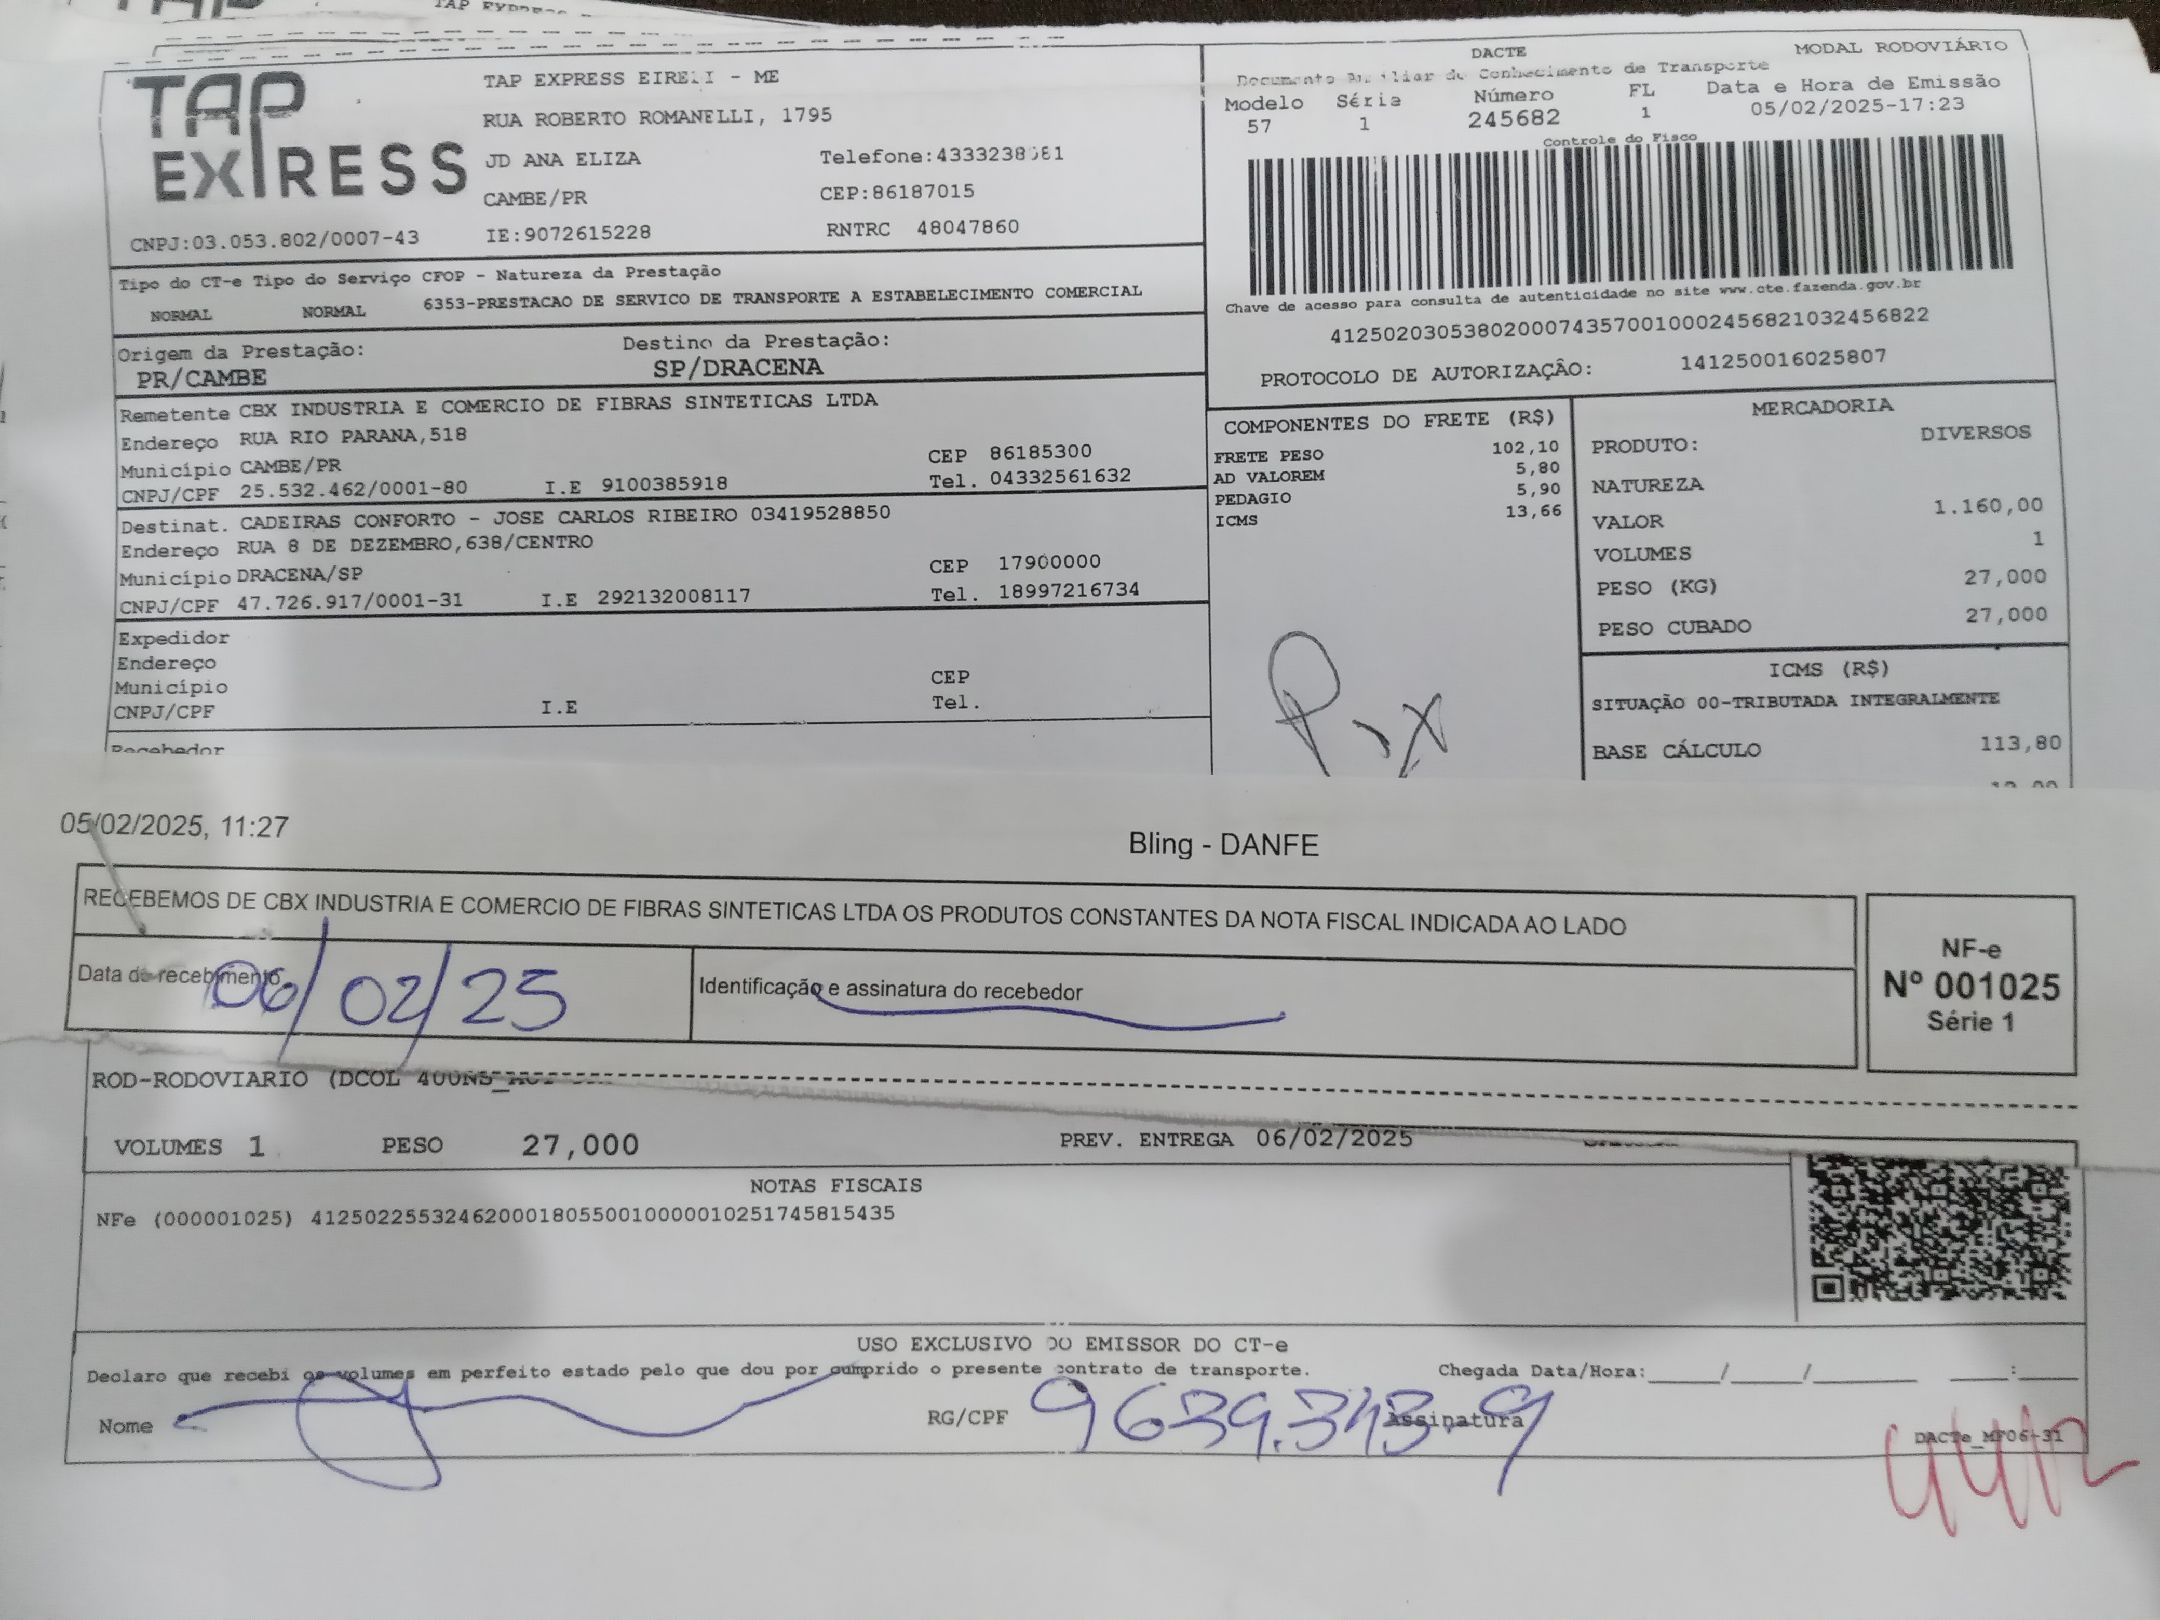 TAP EXPRESS
TAP EXPRESS EIRELI - ME
RUA ROBERTO ROMANELLI, 1795
JD ANA ELIZA Telefone:4333238
CAMBE/PR CEP:86187015
CNPJ:03.053.802/0007-43 IE:9072615228 RNTRC 48047860
DACTE MODAL RODOVIÁRIO
Documento Auxiliar do Conhecimento de Transporte
Modelo Séria Número FL Data e Hora de Emissão
57 1 245682 1 05/02/2025-17:23
Controle do Fisco
Chave de acesso para consulta de autenticidade no site www.cte.fazenda.gov.br
41250203053802000743570010002456821032456822
PROTOCOLO DE AUTORIZAÇÃO: 141250016025807
Tipo do CT-e Tipo do Serviço CFOP - Natureza da Prestação
NORMAL NORMAL 6353-PRESTACAO DE SERVICO DE TRANSPORTE A ESTABELECIMENTO COMERCIAL
Origem da Prestação: Destino da Prestação:
PR/CAMBE SP/DRACENA
Remetente CBX INDUSTRIA E COMERCIO DE FIBRAS SINTETICAS LTDA
Endereço RUA RIO PARANA,518
Município CAMBE/PR CEP 86185300
CNPJ/CPF 25.532.462/0001-80 I.E 9100385918 Tel. 04332561632
Destinat. CADEIRAS CONFORTO - JOSE CARLOS RIBEIRO 03419528850
Endereço RUA 8 DE DEZEMBRO,638/CENTRO
Município DRACENA/SP CEP 17900000
CNPJ/CPF 47.726.917/0001-31 I.E 292132008117 Tel. 18997216734
Expedidor
Endereço
Município CEP
CNPJ/CPF I.E Tel.
Recebedor
COMPONENTES DO FRETE (R$)
FRETE PESO 102,10
AD VALOREM 5,80
PEDAGIO 5,90
ICMS 13,66
Pix
MERCADORIA
PRODUTO: DIVERSOS
NATUREZA
VALOR 1.160,00
VOLUMES 1
PESO (KG) 27,000
PESO CUBADO 27,000
ICMS (R$)
SITUAÇÃO 00-TRIBUTADA INTEGRALMENTE
BASE CÁLCULO 113,80
05/02/2025, 11:27 Bling - DANFE
RECEBEMOS DE CBX INDUSTRIA E COMERCIO DE FIBRAS SINTETICAS LTDA OS PRODUTOS CONSTANTES DA NOTA FISCAL INDICADA AO LADO
Data de recebimento 06/02/25 Identificação e assinatura do recebedor
NF-e
Nº 001025
Série 1
ROD-RODOVIARIO (DCOL
VOLUMES 1 PESO 27,000 PREV. ENTREGA 06/02/2025
NOTAS FISCAIS
NFe (000001025) 41250225532462000180550010000010251745815435
USO EXCLUSIVO DO EMISSOR DO CT-e
Declaro que recebi os volumes em perfeito estado pelo que dou por cumprido o presente contrato de transporte. Chegada Data/Hora:_____/_____/________ ____:____
Nome RG/CPF 9639.343 9 Assinatura